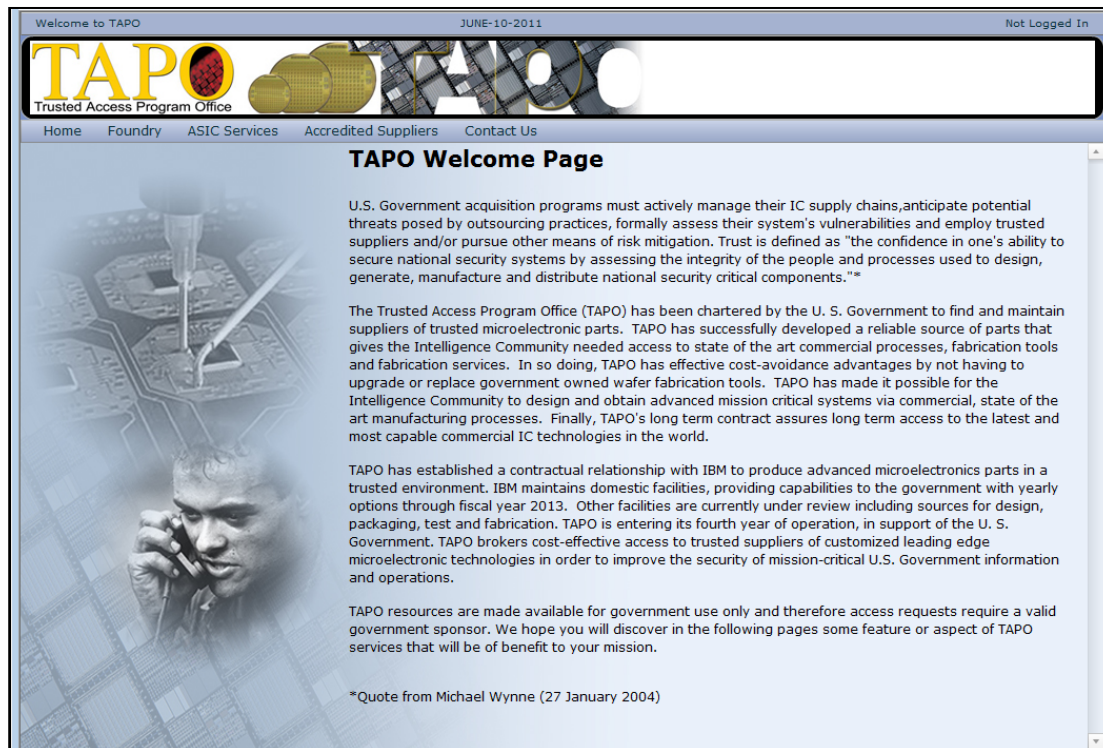 Welcome to TAPO
JUNE-10-2011
Not Logged In
TAPO
Trusted Access Program Office
TAPO
Home Foundry ASIC Services Accredited Suppliers Contact Us
TAPO Welcome Page
U.S. Government acquisition programs must actively manage their IC supply chains,anticipate potential
threats posed by outsourcing practices, formally assess their system's vulnerabilities and employ trusted
suppliers and/or pursue other means of risk mitigation. Trust is defined as "the confidence in one's ability to
secure national security systems by assessing the integrity of the people and processes used to design,
generate, manufacture and distribute national security critical components."*
The Trusted Access Program Office (TAPO) has been chartered by the U. S. Government to find and maintain
suppliers of trusted microelectronic parts. TAPO has successfully developed a reliable source of parts that
gives the Intelligence Community needed access to state of the art commercial processes, fabrication tools
and fabrication services. In so doing, TAPO has effective cost-avoidance advantages by not having to
upgrade or replace government owned wafer fabrication tools. TAPO has made it possible for the
Intelligence Community to design and obtain advanced mission critical systems via commercial, state of the
art manufacturing processes. Finally, TAPO's long term contract assures long term access to the latest and
most capable commercial IC technologies in the world.
TAPO has established a contractual relationship with IBM to produce advanced microelectronics parts in a
trusted environment. IBM maintains domestic facilities, providing capabilities to the government with yearly
options through fiscal year 2013. Other facilities are currently under review including sources for design,
packaging, test and fabrication. TAPO is entering its fourth year of operation, in support of the U. S.
Government. TAPO brokers cost-effective access to trusted suppliers of customized leading edge
microelectronic technologies in order to improve the security of mission-critical U.S. Government information
and operations.
TAPO resources are made available for government use only and therefore access requests require a valid
government sponsor. We hope you will discover in the following pages some feature or aspect of TAPO
services that will be of benefit to your mission.
*Quote from Michael Wynne (27 January 2004)